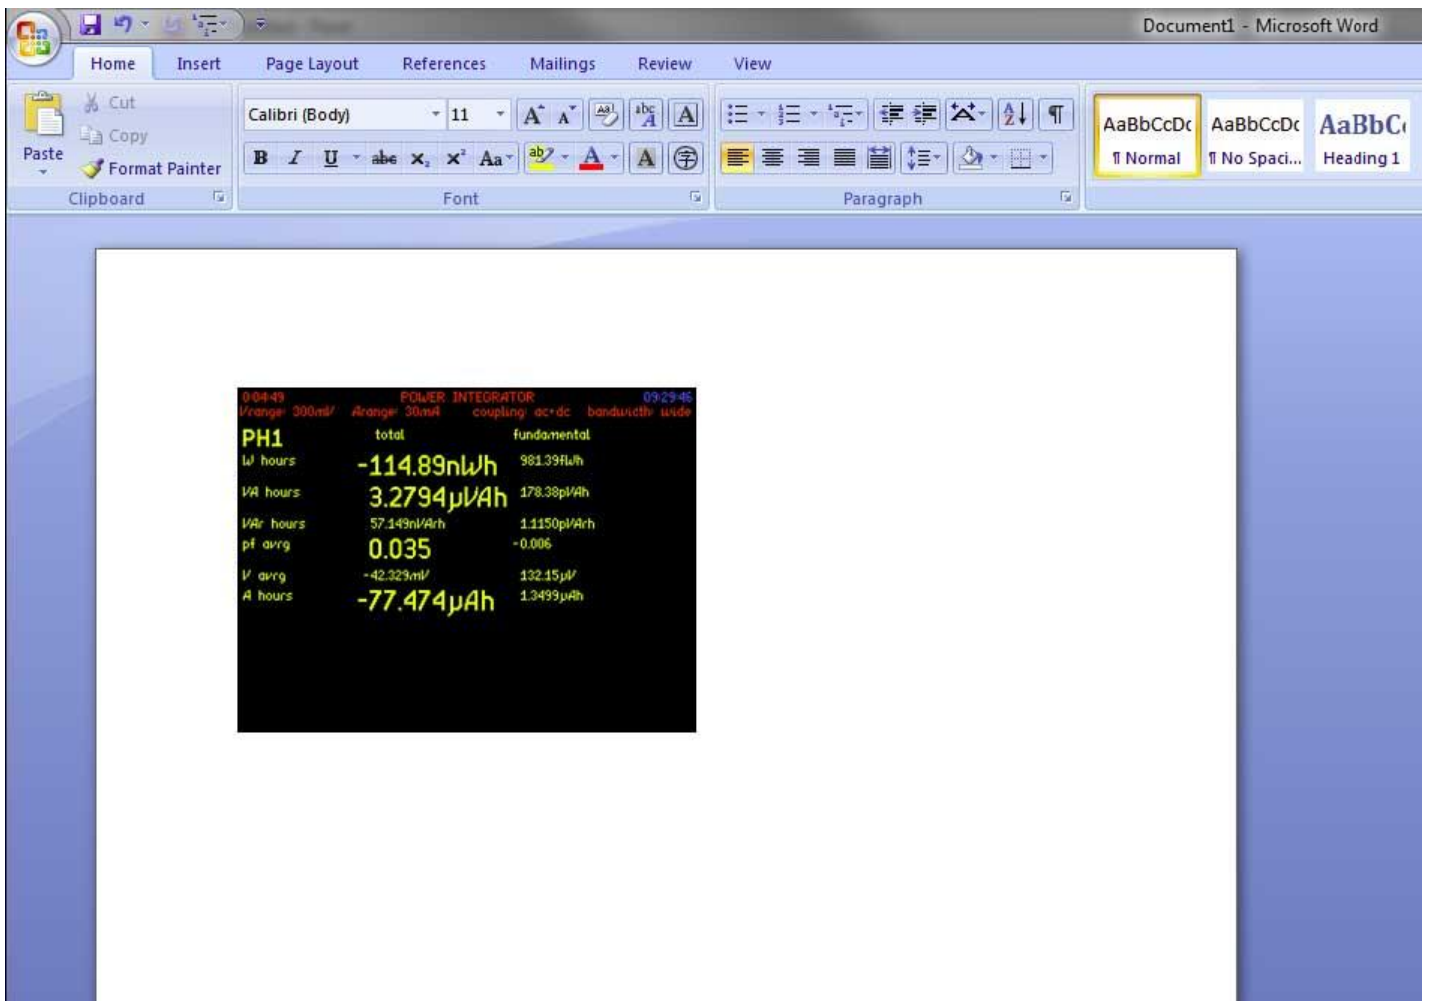 Document1 - Microsoft Word
Home Insert Page Layout References Mailings Review View
Cut
Copy
Paste
Format Painter
Clipboard
Calibri (Body) 11
Font
Paragraph
AaBbCcDc AaBbCcDc AaBbC
¶ Normal ¶ No Spaci... Heading 1
0:04:49 POWER INTEGRATOR 09:29:46
Vrange: 300mV Arange: 30mA coupling: ac+dc bandwidth: wide
PH1 total fundamental
W hours -114.89nWh 981.39fWh
VA hours 3.2794µVAh 178.38pVAh
VAr hours 57.149nVArh 1.1150pVArh
pf avrg 0.035 -0.006
V avrg -42.329mV 132.15µV
A hours -77.474µAh 1.3499µAh